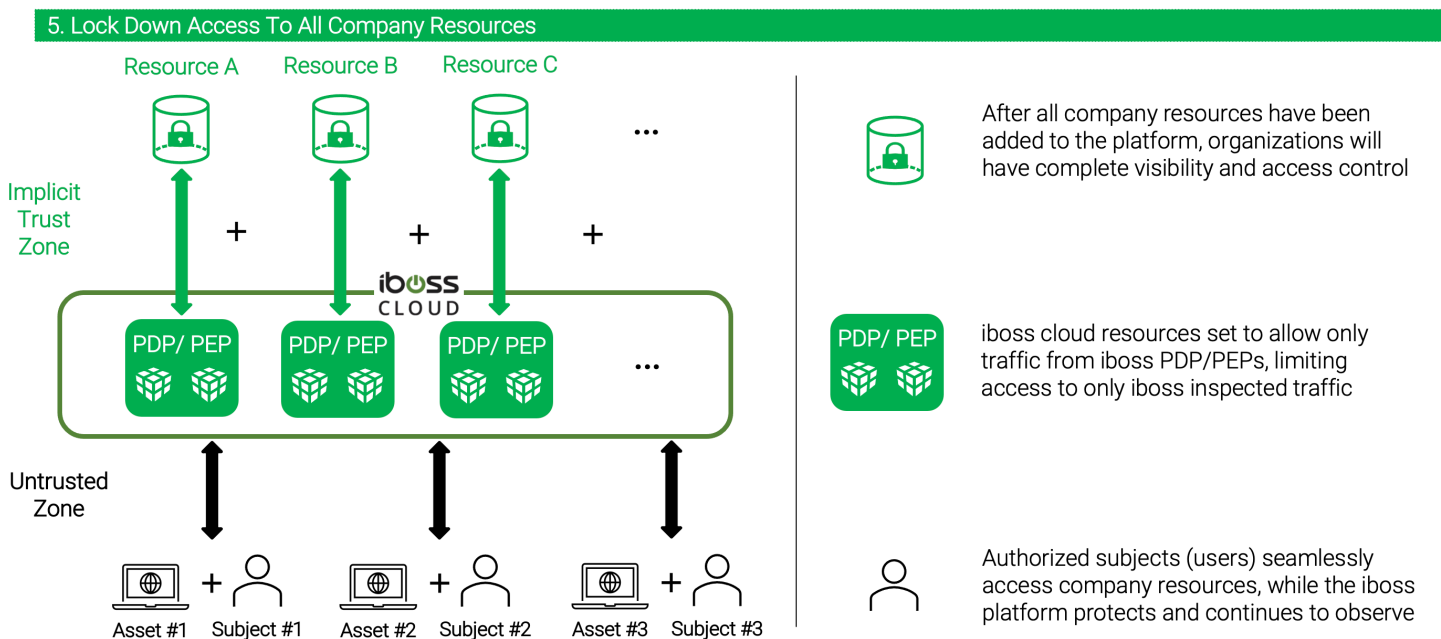 5. Lock Down Access To All Company Resources
Resource A
Resource B
Resource C
...
Implicit
Trust
Zone
+
+
+
iboss
CLOUD
PDP/ PEP
PDP/ PEP
PDP/ PEP
...
Untrusted
Zone
+
+
+
Asset #1
Subject #1
Asset #2
Subject #2
Asset #3
Subject #3
After all company resources have been
added to the platform, organizations will
have complete visibility and access control
PDP/ PEP
iboss cloud resources set to allow only
traffic from iboss PDP/PEPs, limiting
access to only iboss inspected traffic
Authorized subjects (users) seamlessly
access company resources, while the iboss
platform protects and continues to observe